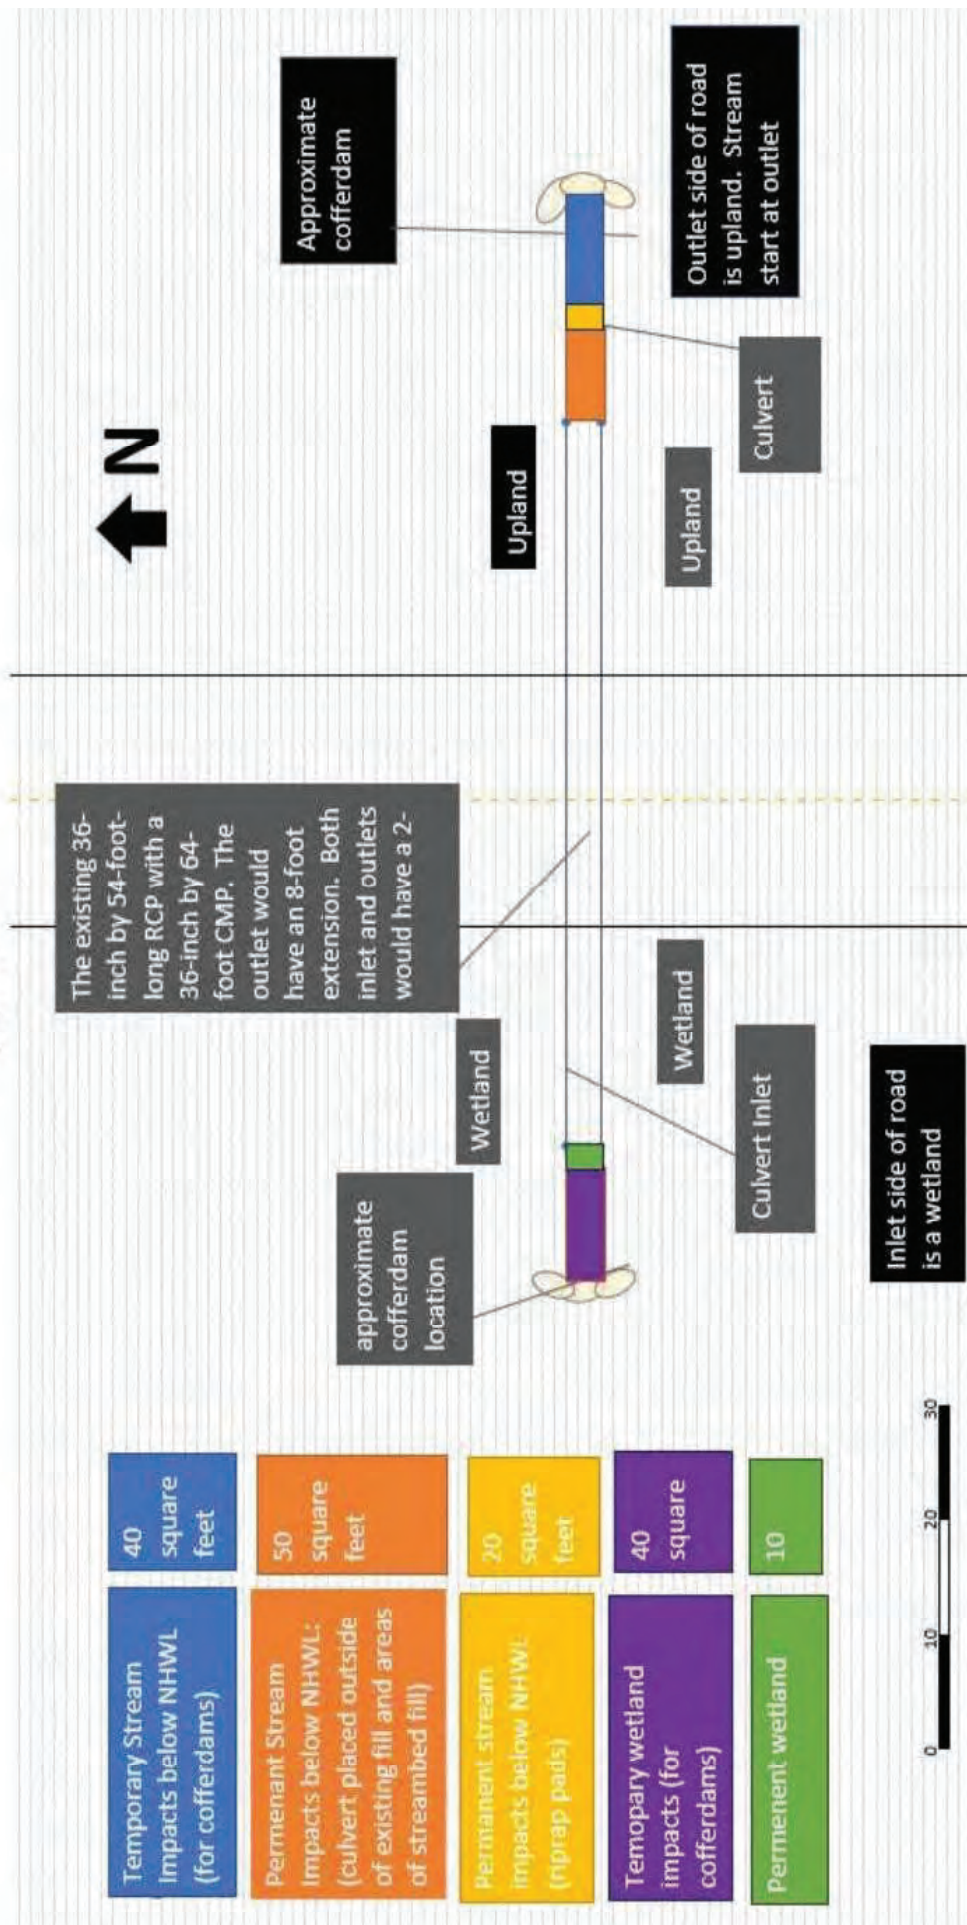 Approximate
cofferdam
Outlet side of road
is upland. Stream
start at outlet
N
Upland
Upland
Culvert
The existing 36-
inch by 54-foot-
long RCP with a
36-inch by 64-
foot CMP. The
outlet would
have an 8-foot
extension. Both
inlet and outlets
would have a 2-
Wetland
Wetland
approximate
cofferdam
location
Culvert Inlet
Inlet side of road
is a wetland
Temporary Stream
Impacts below NHWL
(for cofferdams)
40
square
feet
Permenant Stream
Impacts below NHWL:
(culvert placed outside
of existing fill and areas
of streambed fill)
50
square
feet
Permanent stream
impacts below NHWL
(riprap pads)
20
square
feet
Temopary wetland
impacts (for
cofferdams)
40
square
Permenent wetland
10
0 10 20 30